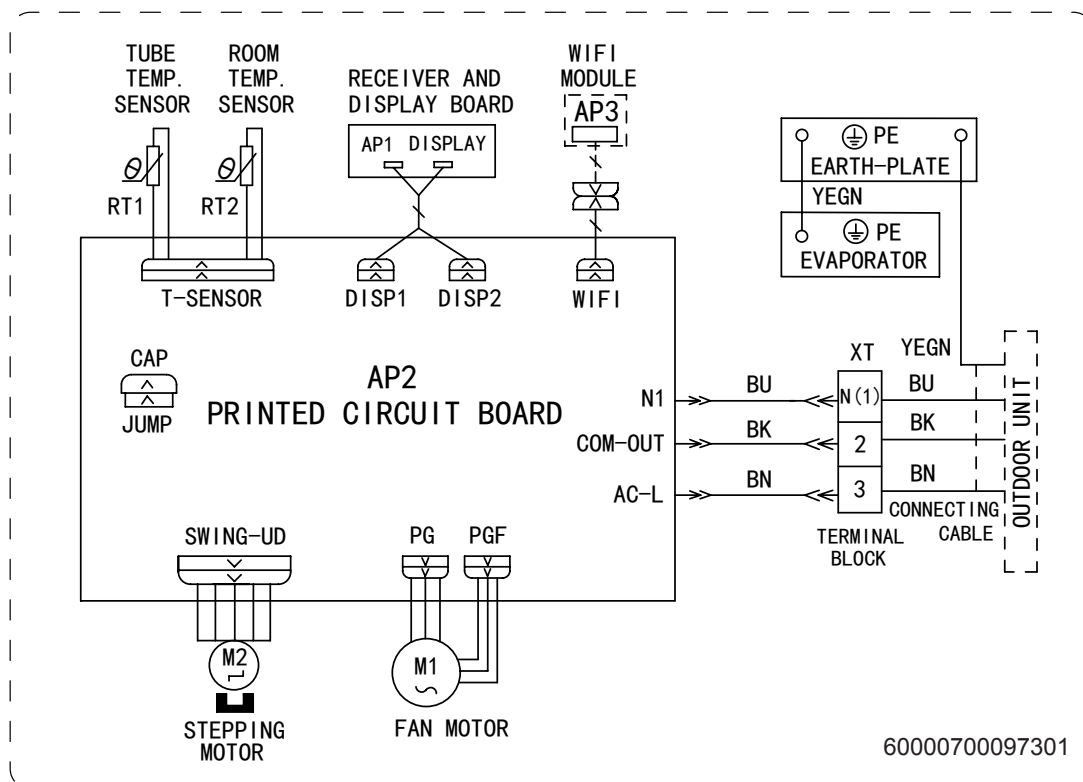 TUBE
TEMP.
SENSOR
ROOM
TEMP.
SENSOR
RECEIVER AND
DISPLAY BOARD
WIFI
MODULE
AP1 DISPLAY
AP3
PE
EARTH-PLATE
RT1
RT2
YEGN
PE
EVAPORATOR
T-SENSOR
DISP1
DISP2
WIFI
CAP
JUMP
AP2
PRINTED CIRCUIT BOARD
XT
YEGN
N1
BU
N(1)
BU
COM-OUT
BK
2
BK
AC-L
BN
3
BN
TERMINAL
BLOCK
CONNECTING
CABLE
OUTDOOR UNIT
SWING-UD
PG
PGF
M2
M1
STEPPING
MOTOR
FAN MOTOR
60000700097301